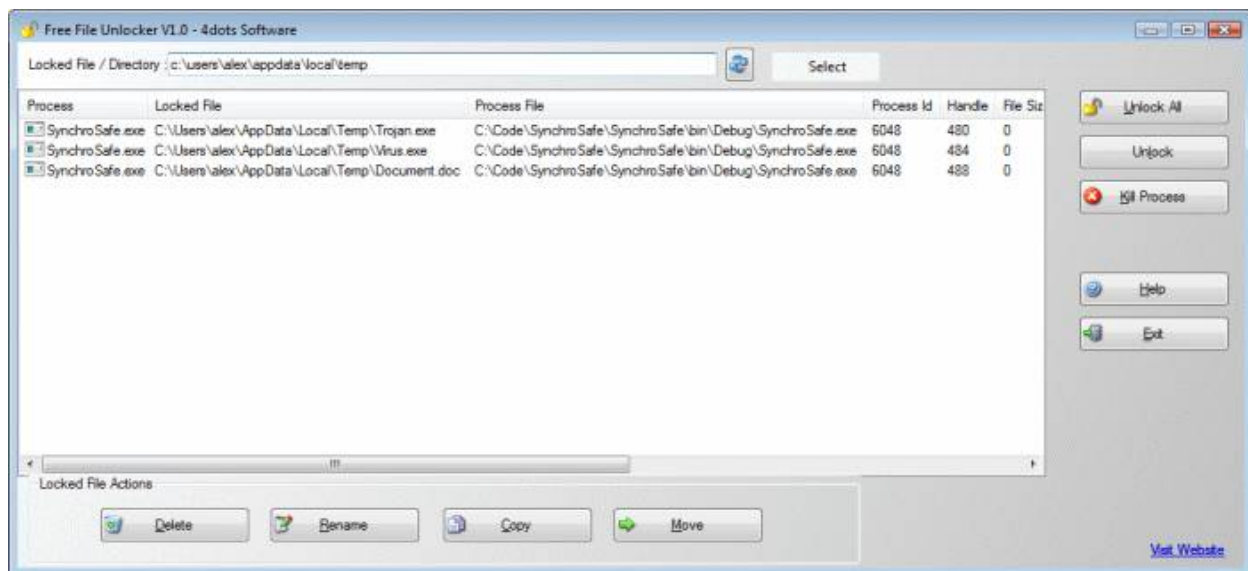 Free File Unlocker V1.0 - 4dots Software
Locked File / Directory : c:\users\alex\appdata\local\temp Select
Process Locked File Process File Process Id Handle File Siz
SynchroSafe.exe C:\Users\alex\AppData\Local\Temp\Trojan.exe C:\Code\SynchroSafe\SynchroSafe\bin\Debug\SynchroSafe.exe 6048 480 0
SynchroSafe.exe C:\Users\alex\AppData\Local\Temp\Virus.exe C:\Code\SynchroSafe\SynchroSafe\bin\Debug\SynchroSafe.exe 6048 484 0
SynchroSafe.exe C:\Users\alex\AppData\Local\Temp\Document.doc C:\Code\SynchroSafe\SynchroSafe\bin\Debug\SynchroSafe.exe 6048 488 0
Unlock All
Unlock
Kill Process
Help
Exit
Locked File Actions
Delete Rename Copy Move
Visit Website